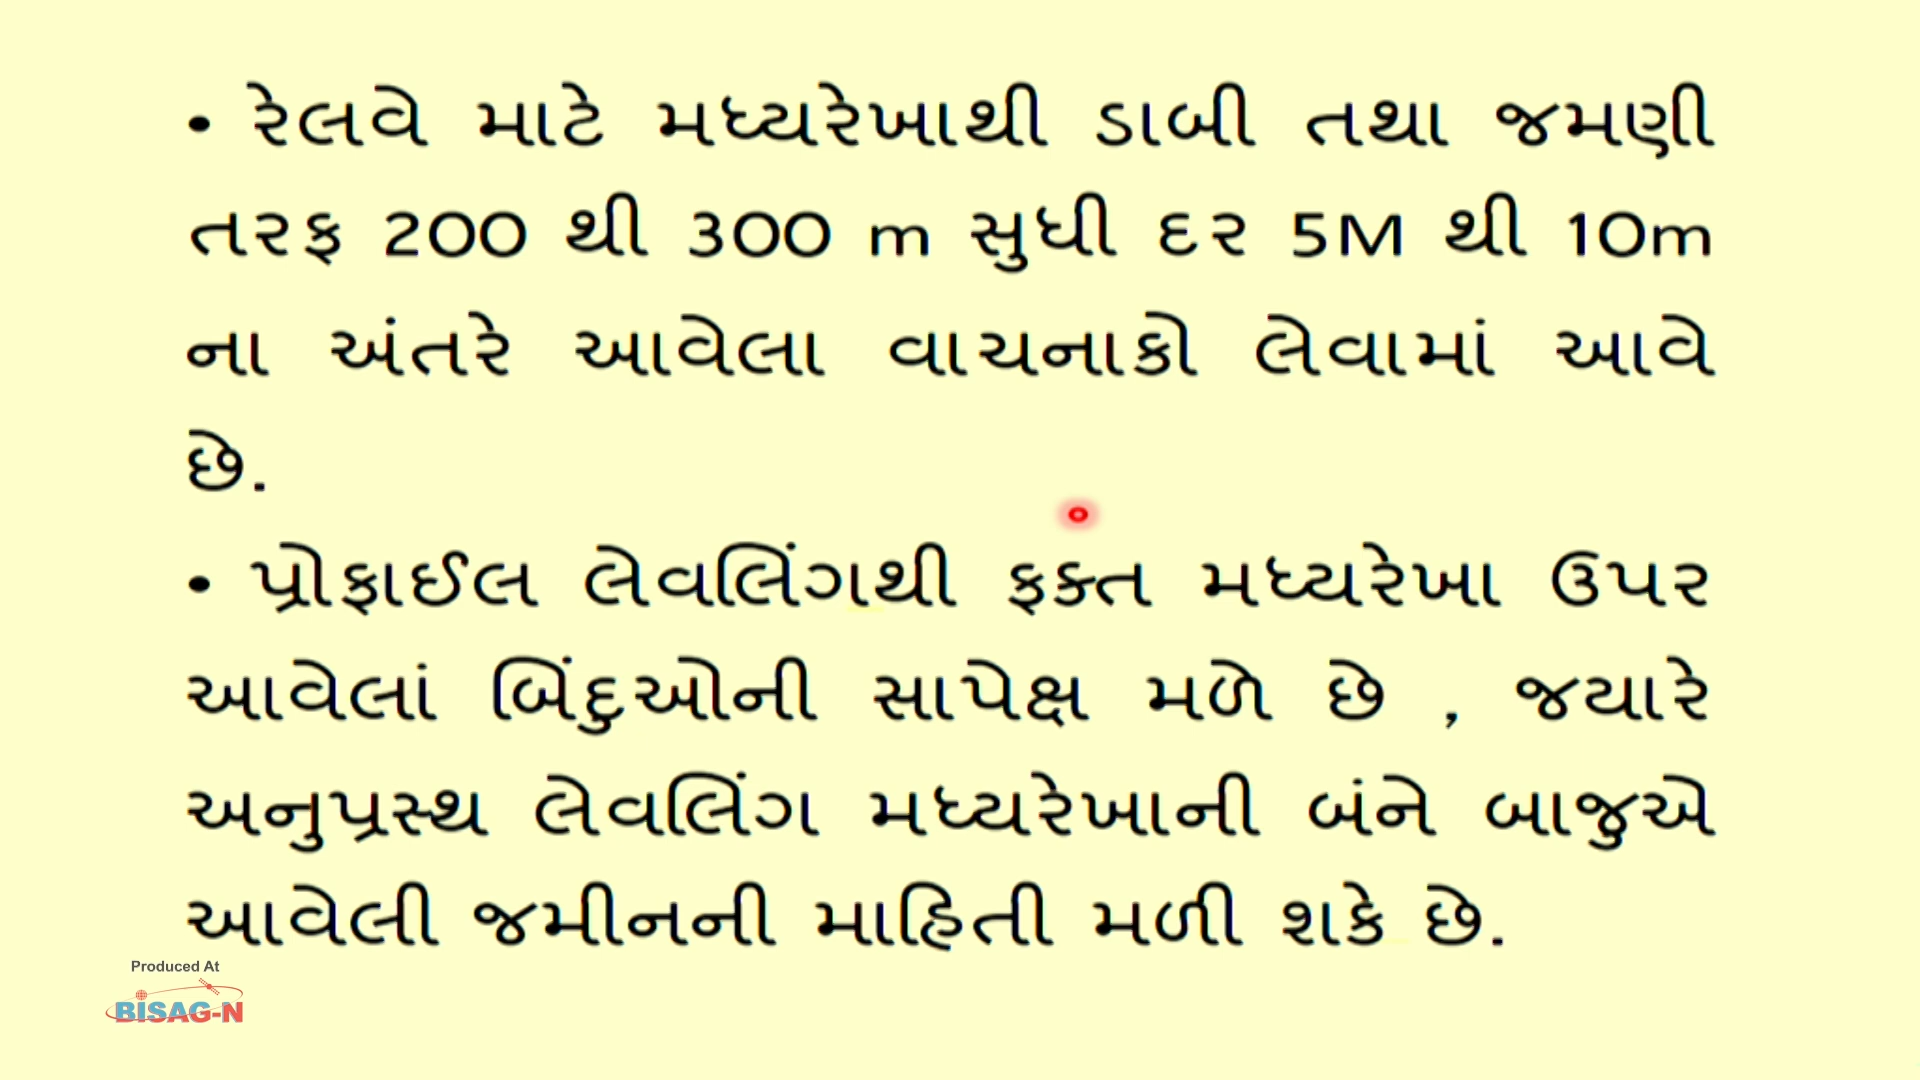 • રેલવે માટે મધ્યરેખાથી ડાબી તથા જમણી
તરફ 200 થી 300 m સુધી દર 5M થી 10m
ના અંતરે આવેલા વાચનાકો લેવામાં આવે
છે.
• પ્રોફાઈલ લેવલિંગથી ફક્ત મધ્યરેખા ઉપર
આવેલાં બિંદુઓની સાપેક્ષ મળે છે , જયારે
અનુપ્રસ્થ લેવલિંગ મધ્યરેખાની બંને બાજુએ
આવેલી જમીનની માહિતી મળી શકે છે.
Produced At
BISAG-N